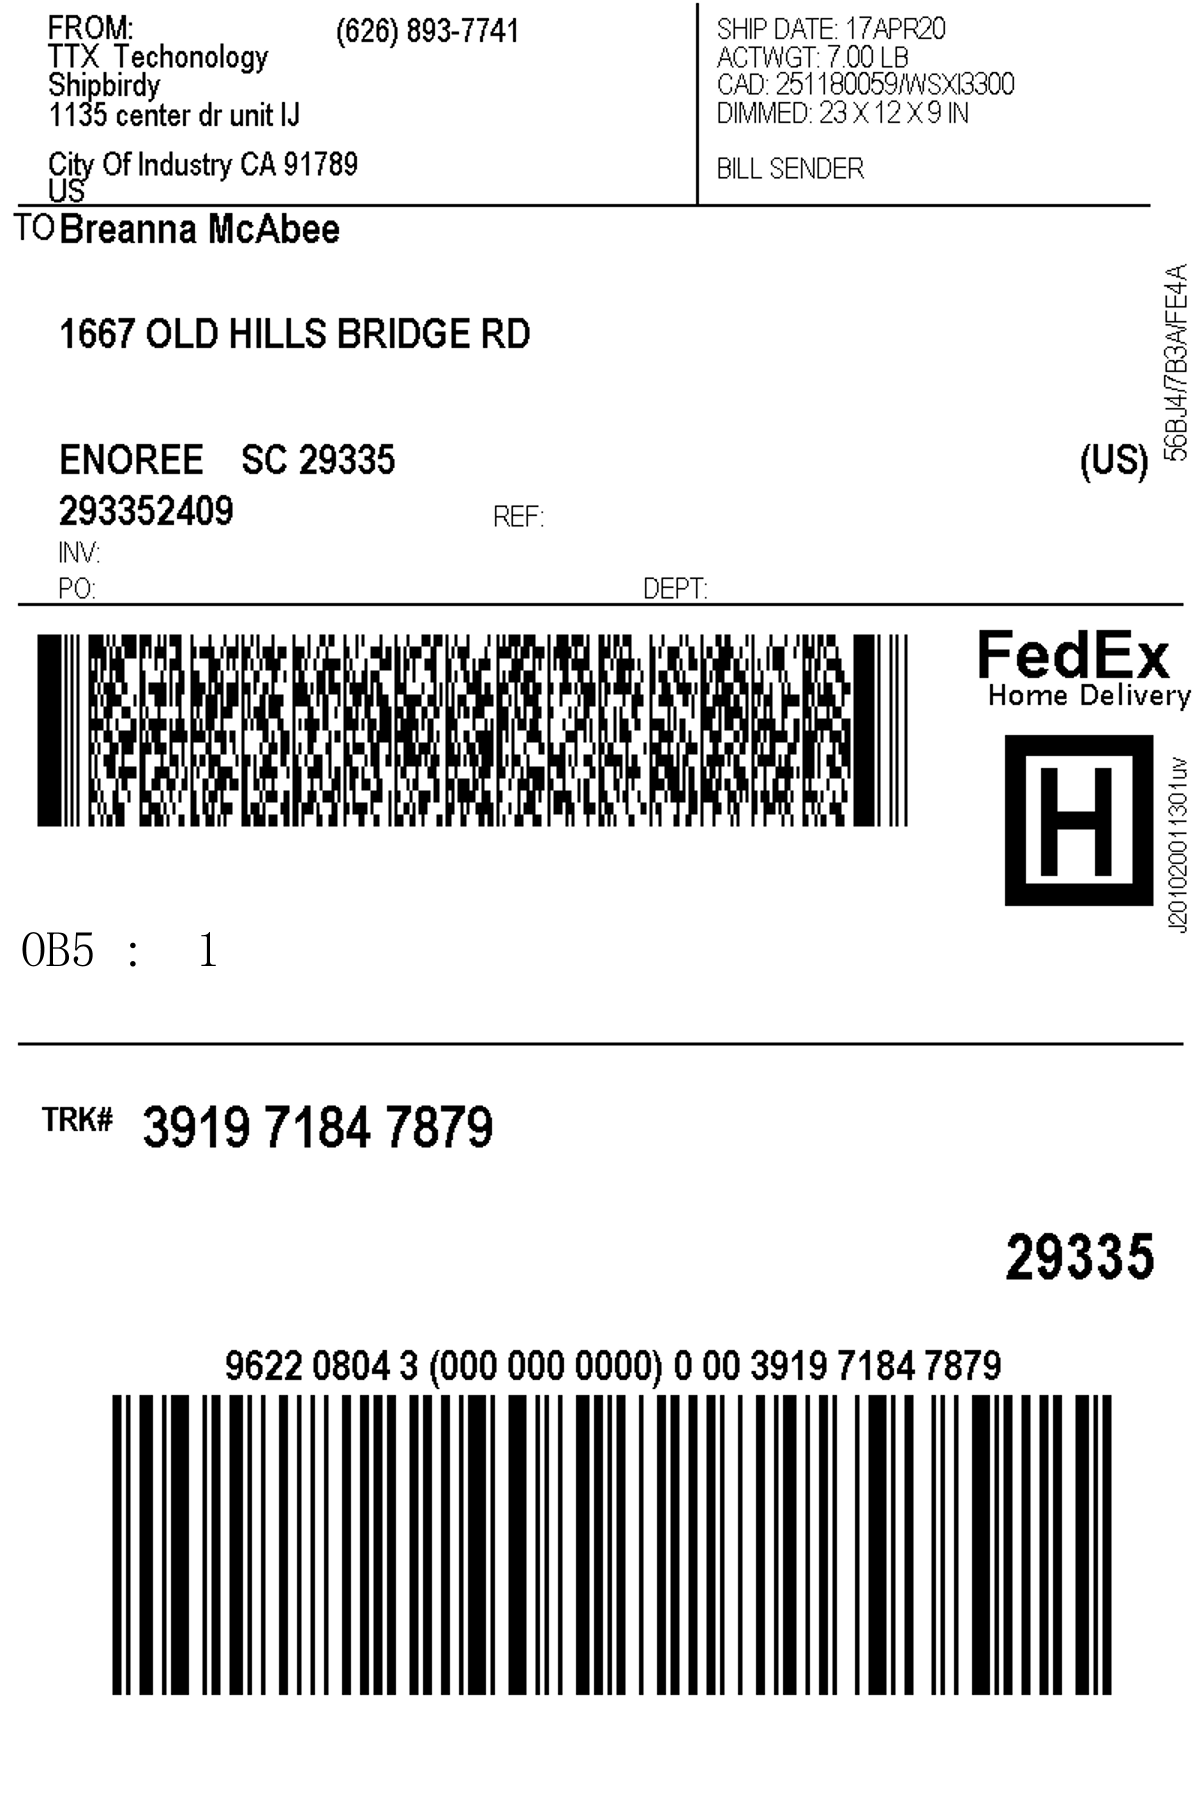 FROM: (626) 893-7741
TTX Techonology
Shipbirdy
1135 center dr unit IJ
City Of Industry CA 91789
US
SHIP DATE: 17APR20
ACTWGT: 7.00 LB
CAD: 251180059/WSXI3300
DIMMED: 23 X 12 X 9 IN
BILL SENDER
TO Breanna McAbee
1667 OLD HILLS BRIDGE RD
ENOREE SC 29335 (US)
293352409 REF:
INV:
PO: DEPT:
56BJ4/7B3A/FE4A
FedEx
Home Delivery
H
J201020011301uv
OB5 : 1
TRK# 3919 7184 7879
29335
9622 0804 3 (000 000 0000) 0 00 3919 7184 7879